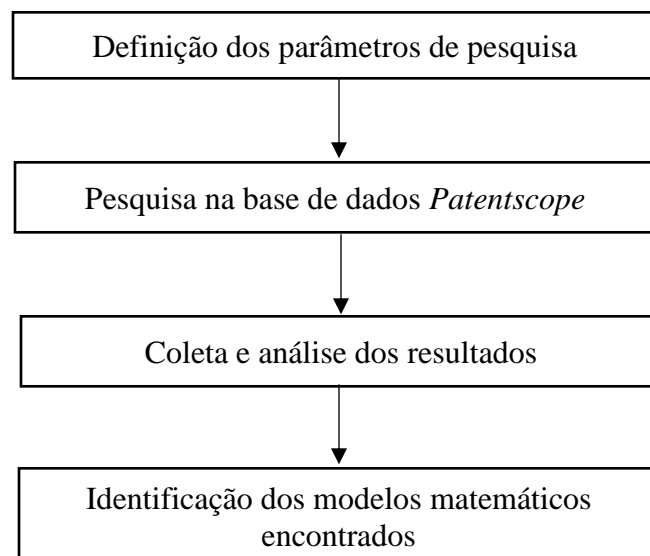 Definição dos parâmetros de pesquisa
Pesquisa na base de dados Patentscope
Coleta e análise dos resultados
Identificação dos modelos matemáticos
encontrados